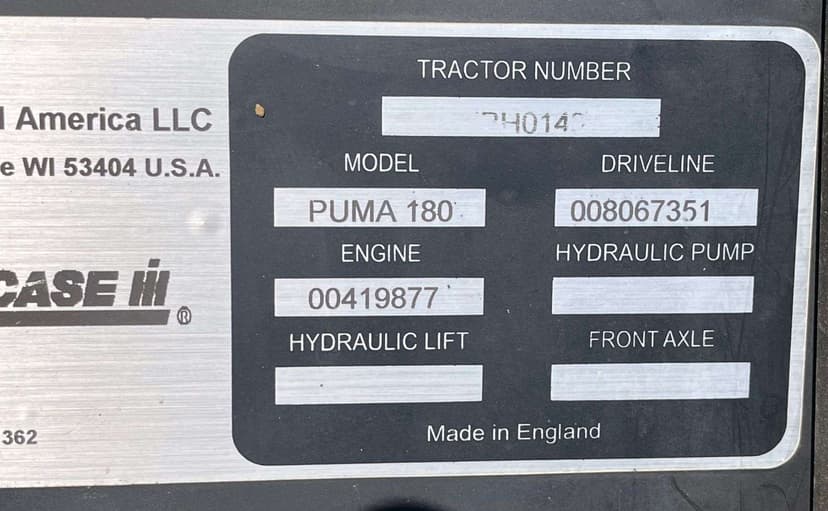 America LLC
WI 53404 U.S.A.
CASE IH
®
362
TRACTOR NUMBER
MODEL DRIVELINE
PUMA 180 008067351
ENGINE HYDRAULIC PUMP
00419877
HYDRAULIC LIFT FRONT AXLE
Made in England